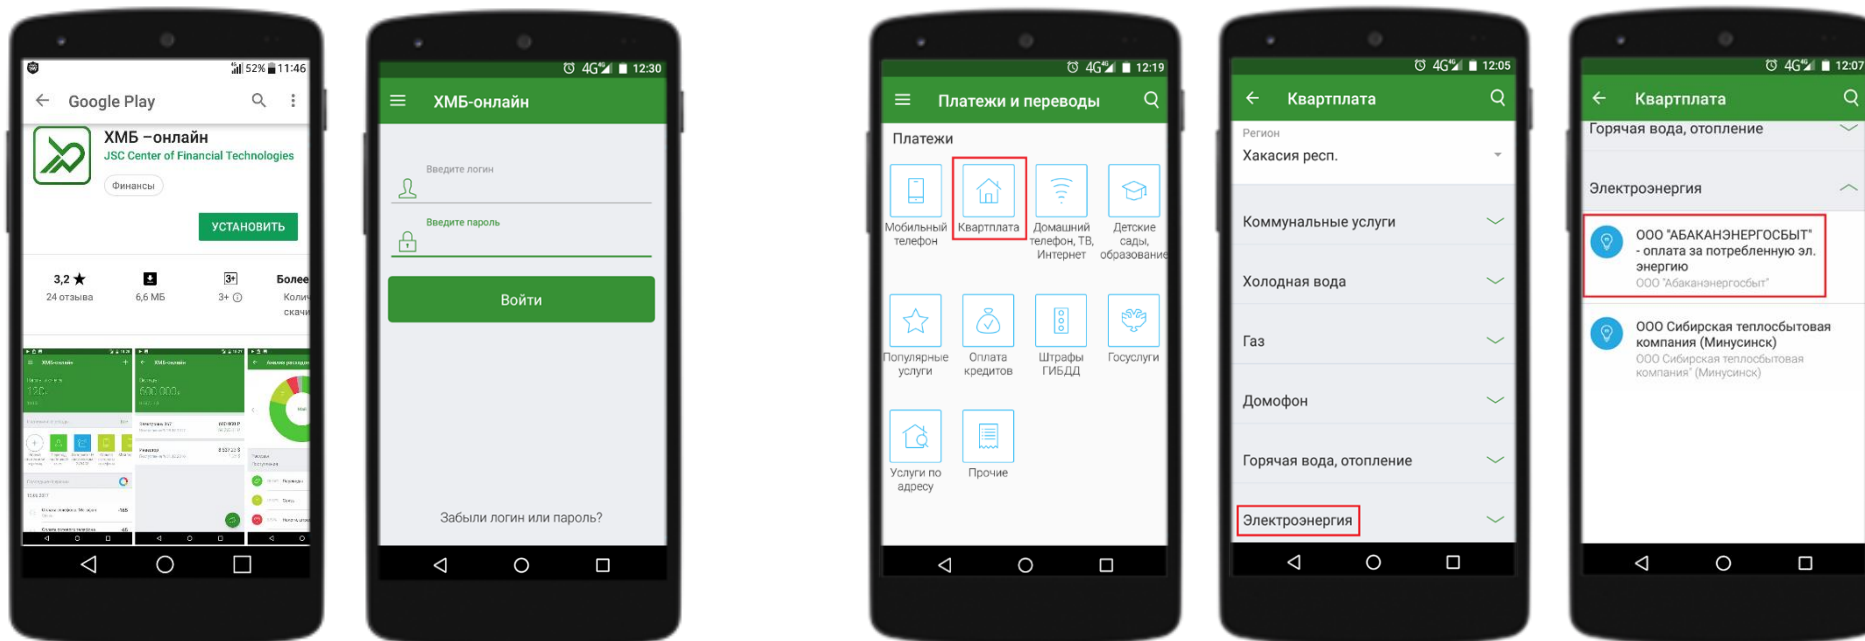 52% 11:46
Google Play
ХМБ –онлайн
JSC Center of Financial Technologies
Финансы
УСТАНОВИТЬ
3,2 ★
24 отзыва
6,6 МБ
3+
3+
Более
4G 12:30
ХМБ-онлайн
Введите логин
Введите пароль
Войти
Забыли логин или пароль?
4G 12:19
Платежи и переводы
Платежи
Мобильный
телефон
Квартплата
Домашний
телефон, ТВ,
Интернет
Детские
сады,
образование
Популярные
услуги
Оплата
кредитов
Штрафы
ГИБДД
Госуслуги
Услуги по
адресу
Прочие
4G 12:05
Квартплата
Регион
Хакасия респ.
Коммунальные услуги
Холодная вода
Газ
Домофон
Горячая вода, отопление
Электроэнергия
4G 12:07
Квартплата
Горячая вода, отопление
Электроэнергия
ООО "АБАКАНЭНЕРГОСБЫТ"
- оплата за потребленную эл.
энергию
ООО "Абаканэнергосбыт"
ООО Сибирская теплосбытовая
компания (Минусинск)
ООО Сибирская теплосбытовая
компания" (Минусинск)